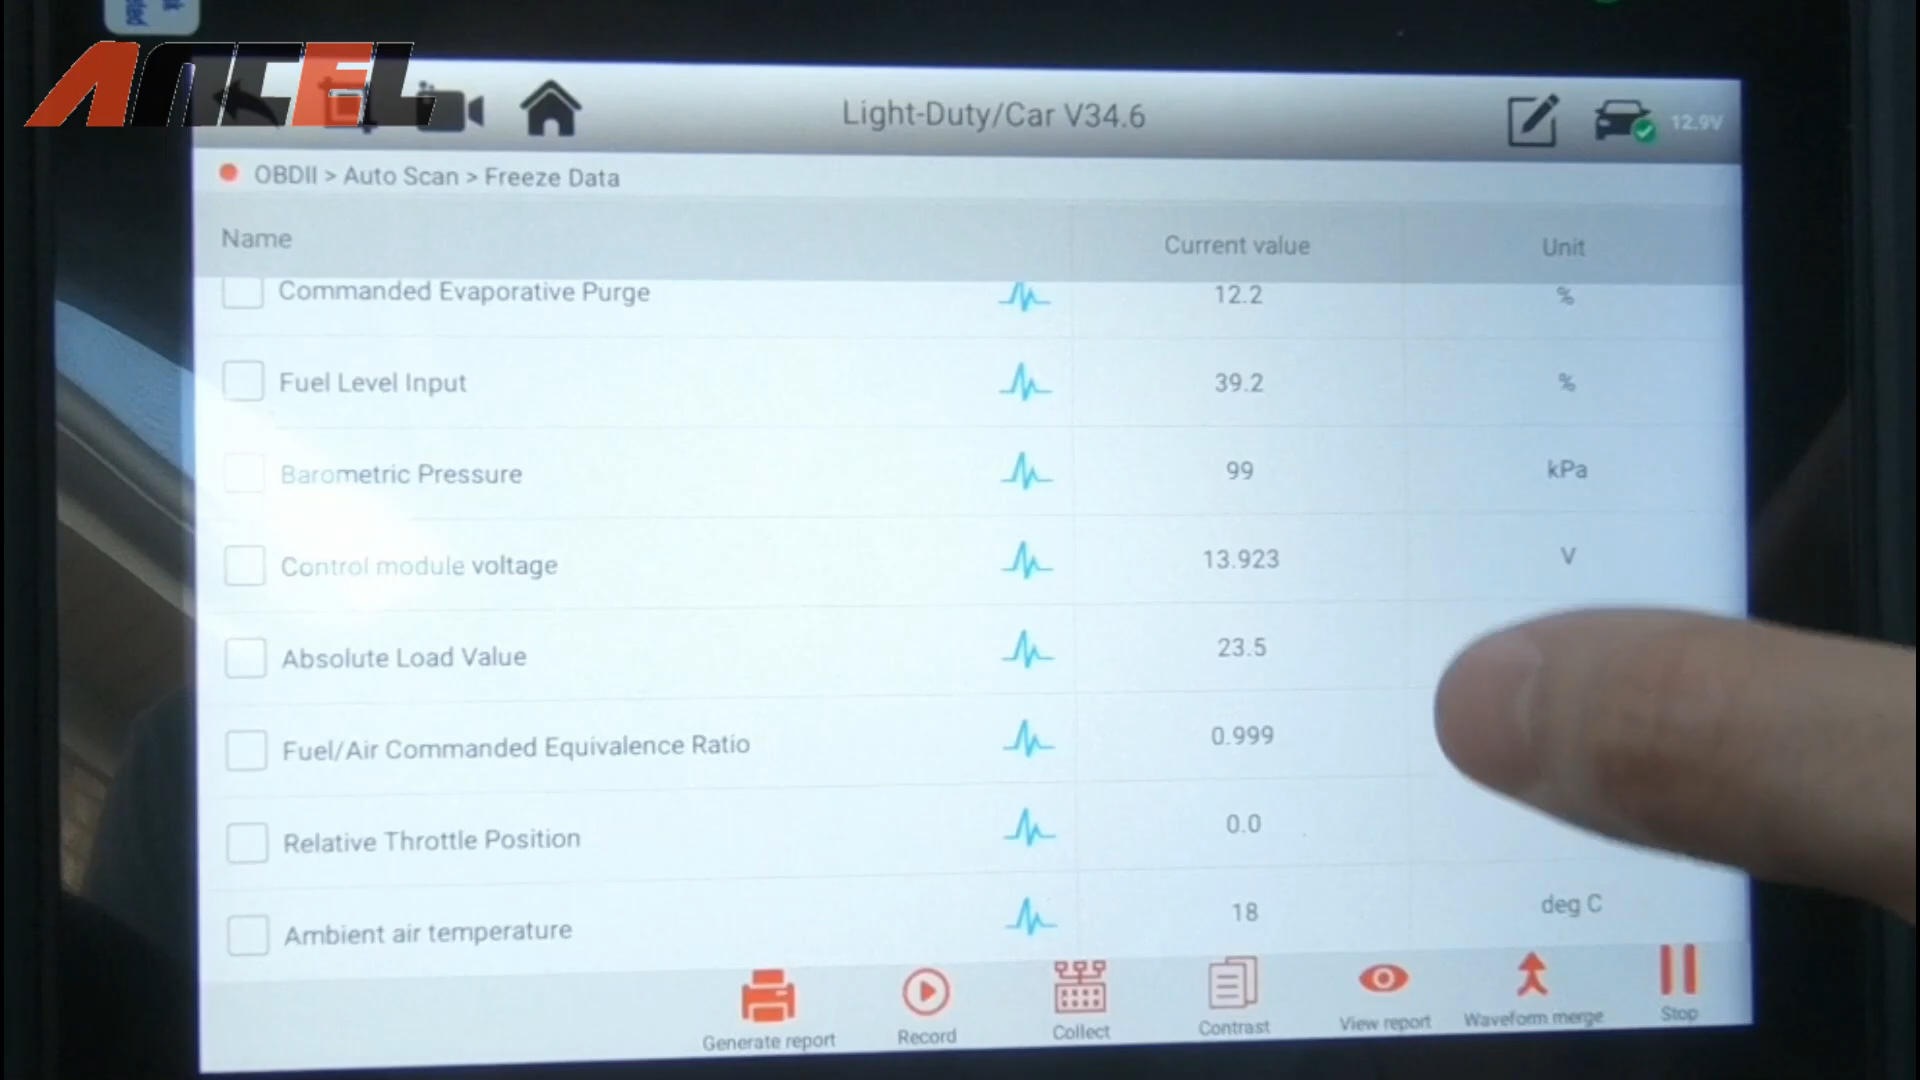 ANCEL
Light-Duty/Car V34.6
12.9V
OBDII > Auto Scan > Freeze Data
Name Current value Unit
Commanded Evaporative Purge 12.2 %
Fuel Level Input 39.2 %
Barometric Pressure 99 kPa
Control module voltage 13.923 V
Absolute Load Value 23.5
Fuel/Air Commanded Equivalence Ratio 0.999
Relative Throttle Position 0.0
Ambient air temperature 18 deg C
Generate report Record Collect Contrast View report Waveform merge Stop